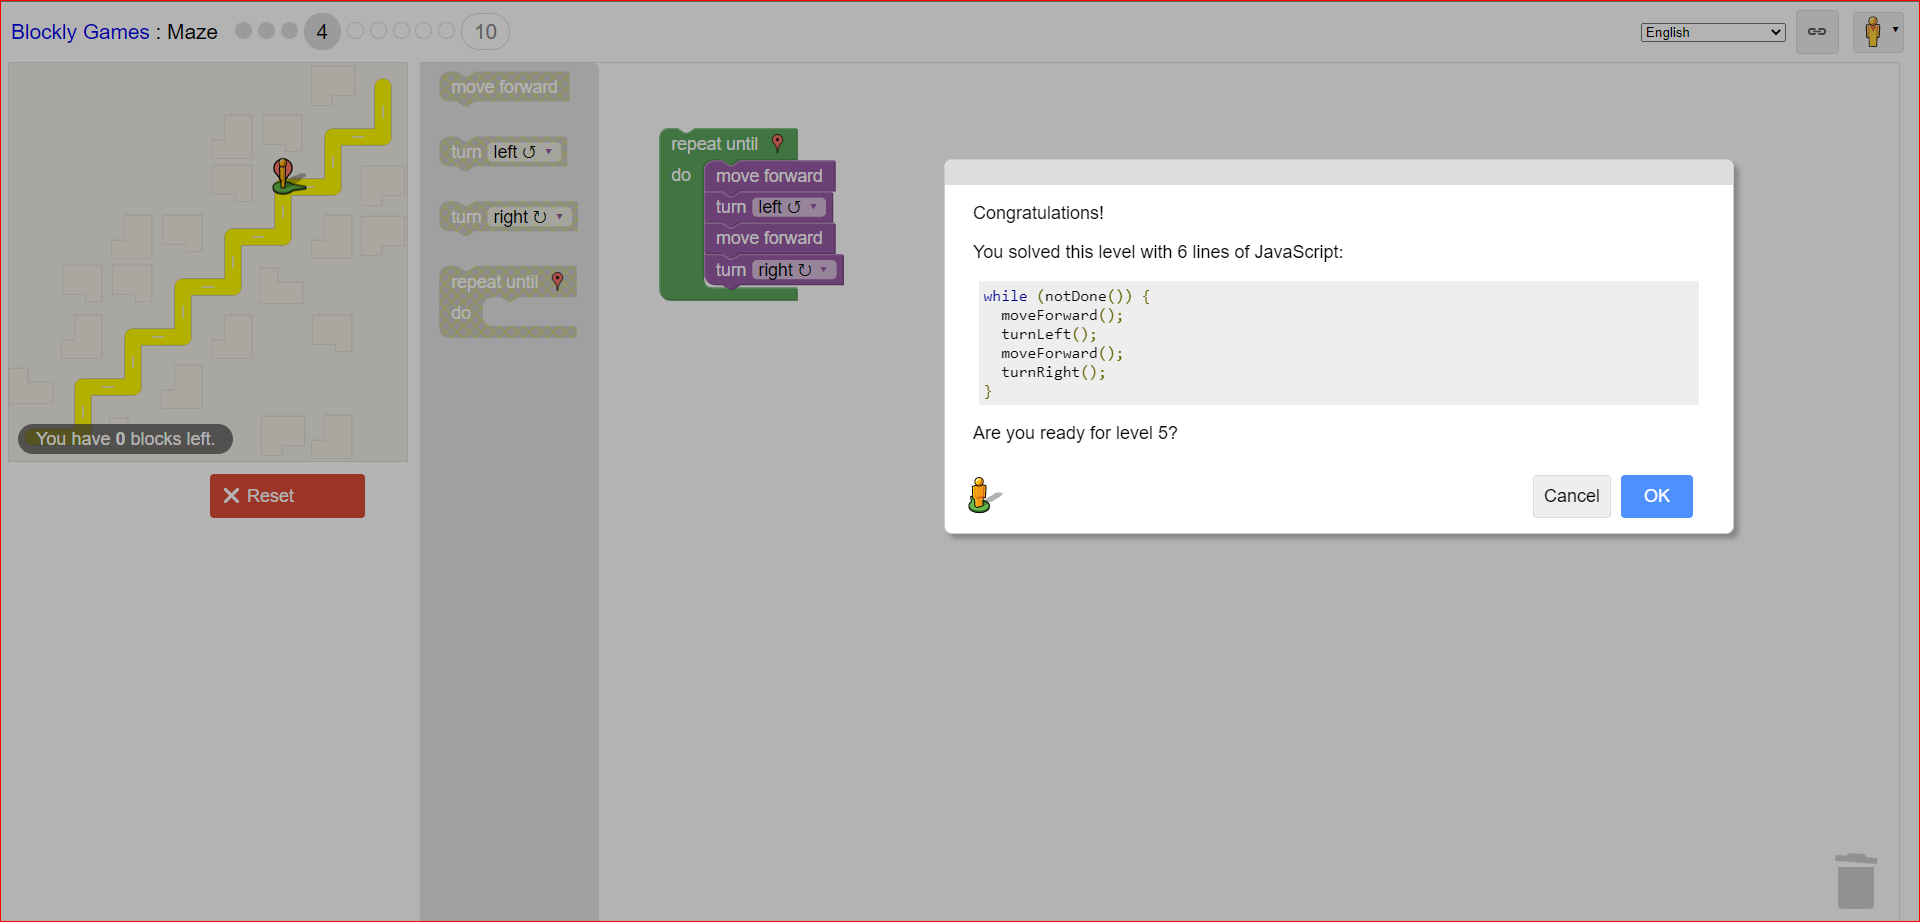 Blockly Games : Maze
4
10
English
You have 0 blocks left.
Reset
move forward
turn left
turn right
repeat until
do
repeat until
do
move forward
turn left
move forward
turn right
Congratulations!
You solved this level with 6 lines of JavaScript:
while (notDone()) {
  moveForward();
  turnLeft();
  moveForward();
  turnRight();
}
Are you ready for level 5?
Cancel
OK